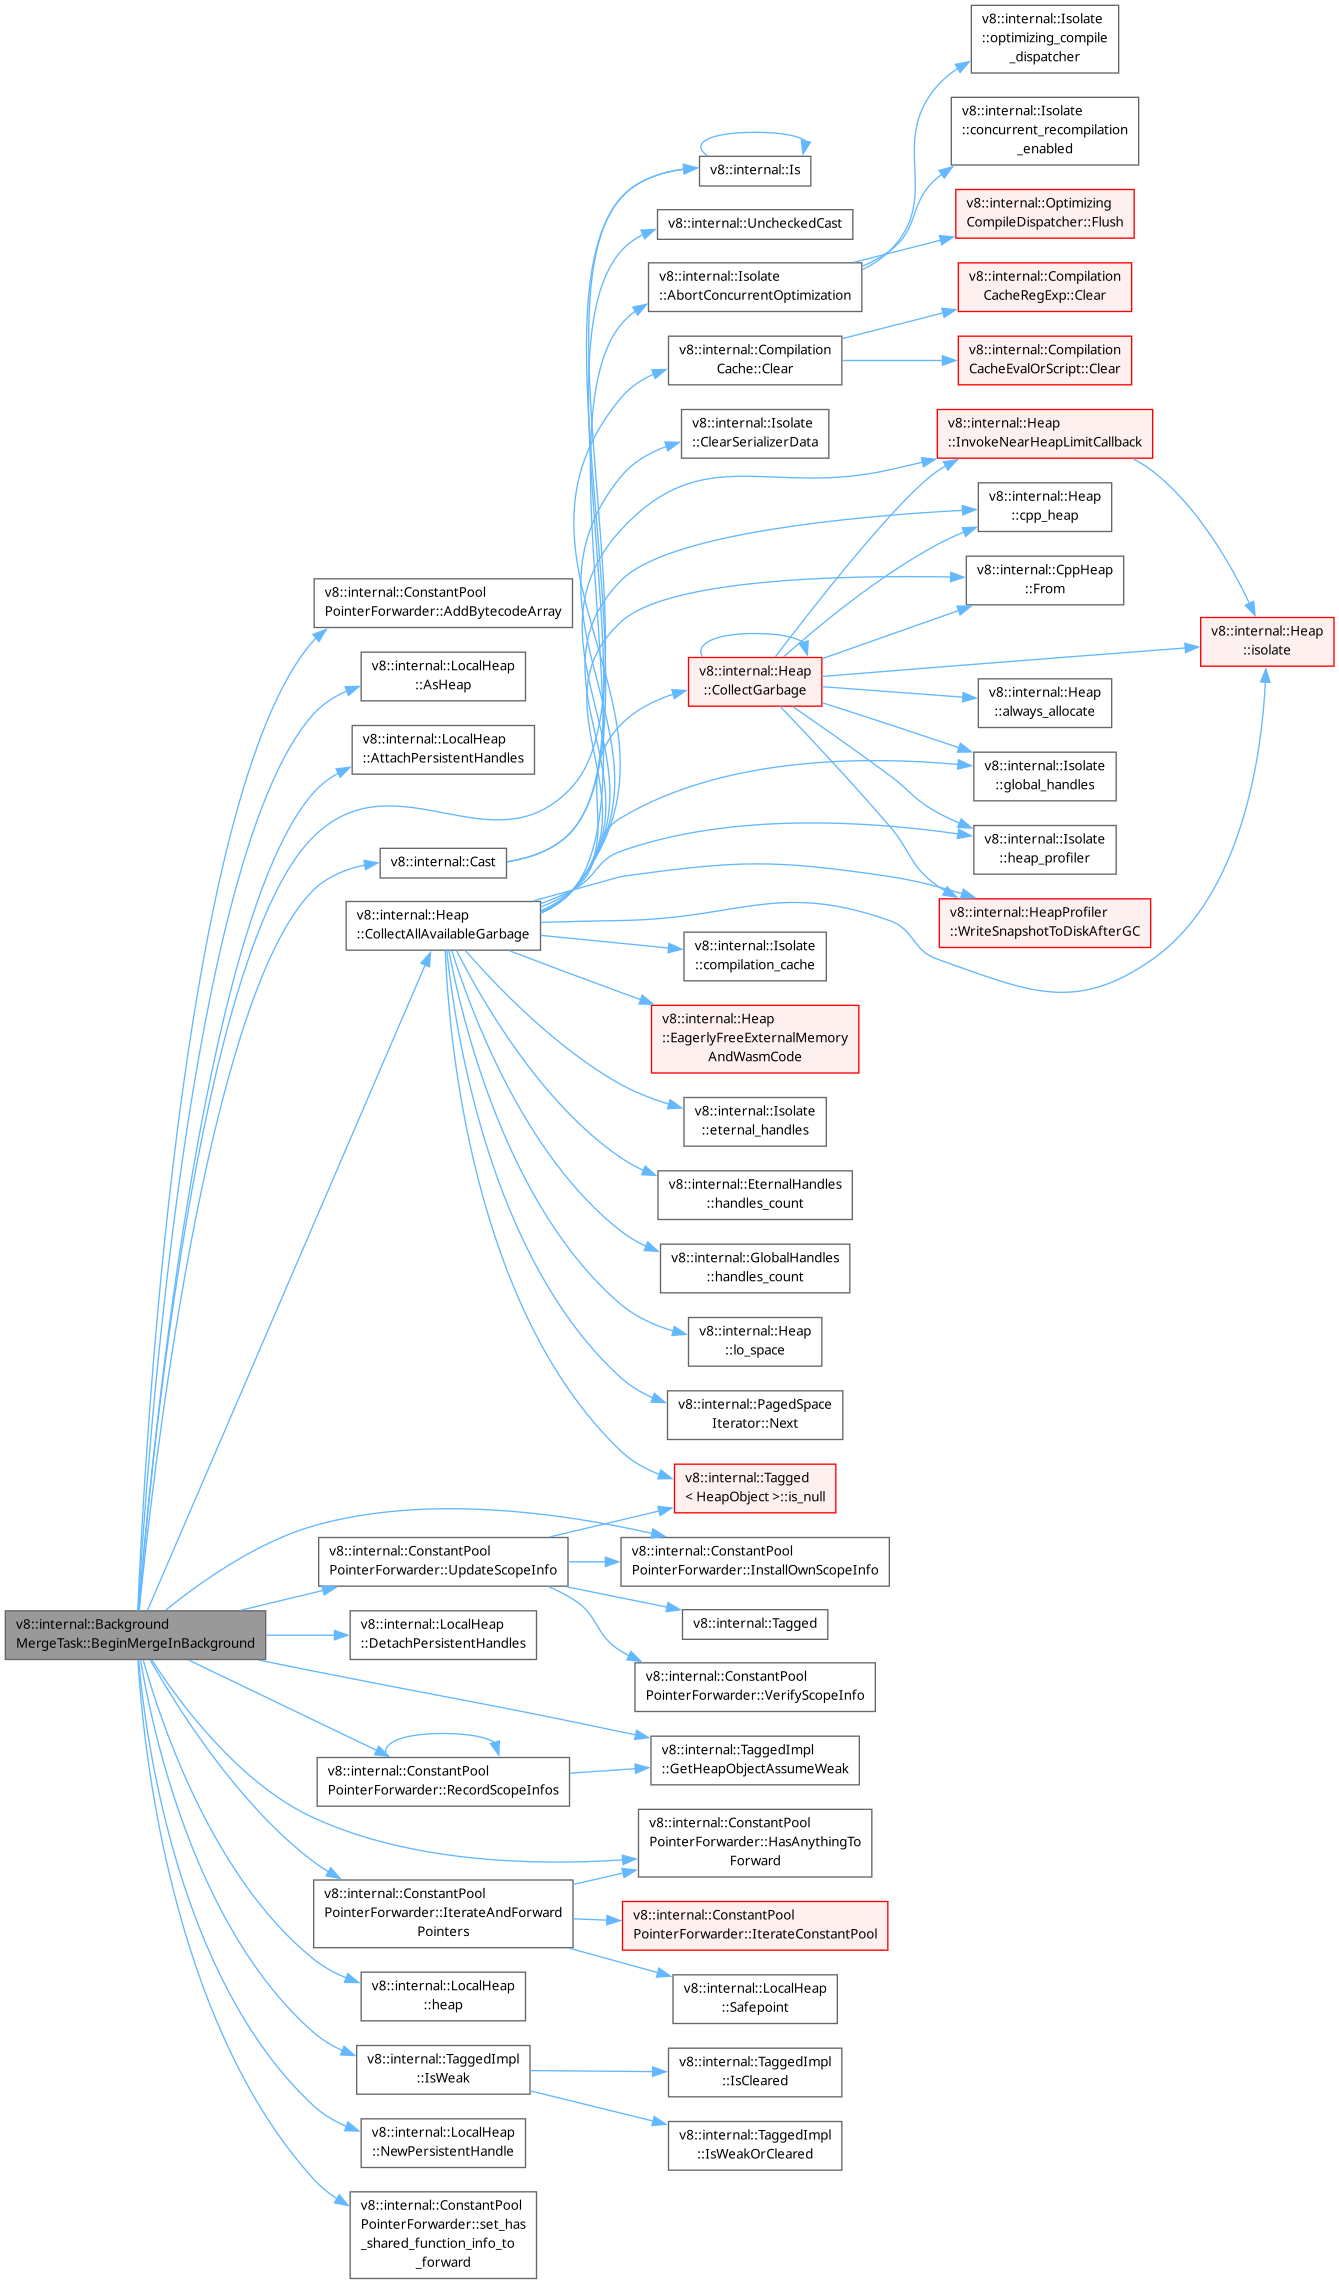 v8::internal::Isolate
::optimizing_compile
_dispatcher
v8::internal::Isolate
::concurrent_recompilation
_enabled
v8::internal::Is
v8::internal::Optimizing
CompileDispatcher::Flush
v8::internal::UncheckedCast
v8::internal::Isolate
::AbortConcurrentOptimization
v8::internal::Compilation
CacheRegExp::Clear
v8::internal::Compilation
Cache::Clear
v8::internal::Compilation
CacheEvalOrScript::Clear
v8::internal::Isolate
::ClearSerializerData
v8::internal::Heap
::InvokeNearHeapLimitCallback
v8::internal::Heap
::cpp_heap
v8::internal::CppHeap
::From
v8::internal::ConstantPool
PointerForwarder::AddBytecodeArray
v8::internal::Heap
::isolate
v8::internal::LocalHeap
::AsHeap
v8::internal::Heap
::CollectGarbage
v8::internal::Heap
::always_allocate
v8::internal::LocalHeap
::AttachPersistentHandles
v8::internal::Isolate
::global_handles
v8::internal::Isolate
::heap_profiler
v8::internal::Cast
v8::internal::Heap
::CollectAllAvailableGarbage
v8::internal::HeapProfiler
::WriteSnapshotToDiskAfterGC
v8::internal::Isolate
::compilation_cache
v8::internal::Heap
::EagerlyFreeExternalMemory
AndWasmCode
v8::internal::Isolate
::eternal_handles
v8::internal::EternalHandles
::handles_count
v8::internal::GlobalHandles
::handles_count
v8::internal::Heap
::lo_space
v8::internal::PagedSpace
Iterator::Next
v8::internal::Tagged
< HeapObject >::is_null
v8::internal::ConstantPool
PointerForwarder::UpdateScopeInfo
v8::internal::ConstantPool
PointerForwarder::InstallOwnScopeInfo
v8::internal::Background
MergeTask::BeginMergeInBackground
v8::internal::LocalHeap
::DetachPersistentHandles
v8::internal::Tagged
v8::internal::ConstantPool
PointerForwarder::VerifyScopeInfo
v8::internal::TaggedImpl
::GetHeapObjectAssumeWeak
v8::internal::ConstantPool
PointerForwarder::RecordScopeInfos
v8::internal::ConstantPool
PointerForwarder::HasAnythingTo
Forward
v8::internal::ConstantPool
PointerForwarder::IterateAndForward
Pointers
v8::internal::ConstantPool
PointerForwarder::IterateConstantPool
v8::internal::LocalHeap
::heap
v8::internal::LocalHeap
::Safepoint
v8::internal::TaggedImpl
::IsWeak
v8::internal::TaggedImpl
::IsCleared
v8::internal::LocalHeap
::NewPersistentHandle
v8::internal::TaggedImpl
::IsWeakOrCleared
v8::internal::ConstantPool
PointerForwarder::set_has
_shared_function_info_to
_forward